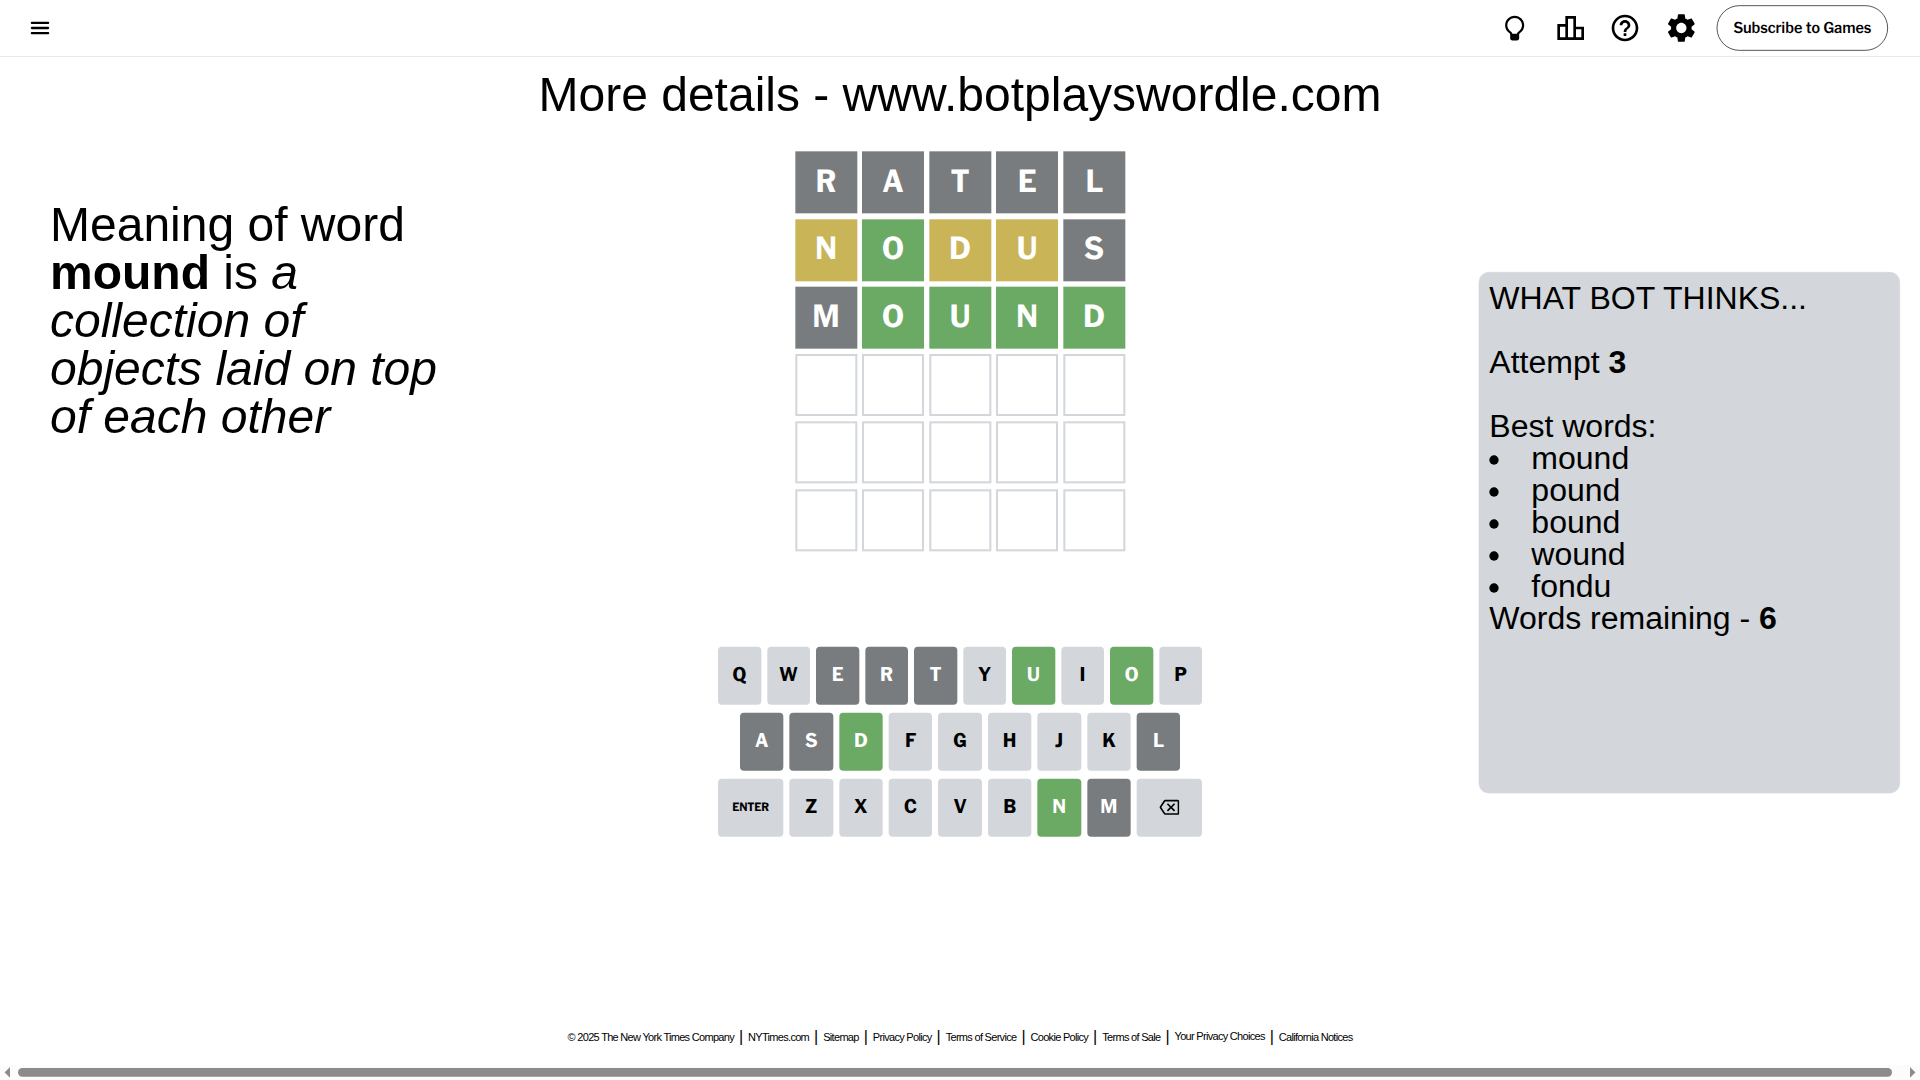 Subscribe to Games
More details - www.botplayswordle.com
Meaning of word
mound is a
collection of
objects laid on top
of each other
R A T E L
N O D U S
M O U N D
WHAT BOT THINKS...
Attempt 3
Best words:
• mound
• pound
• bound
• wound
• fondu
Words remaining - 6
Q W E R T Y U I O P
A S D F G H J K L
ENTER Z X C V B N M
© 2025 The New York Times Company | NYTimes.com | Sitemap | Privacy Policy | Terms of Service | Cookie Policy | Terms of Sale | Your Privacy Choices | California Notices